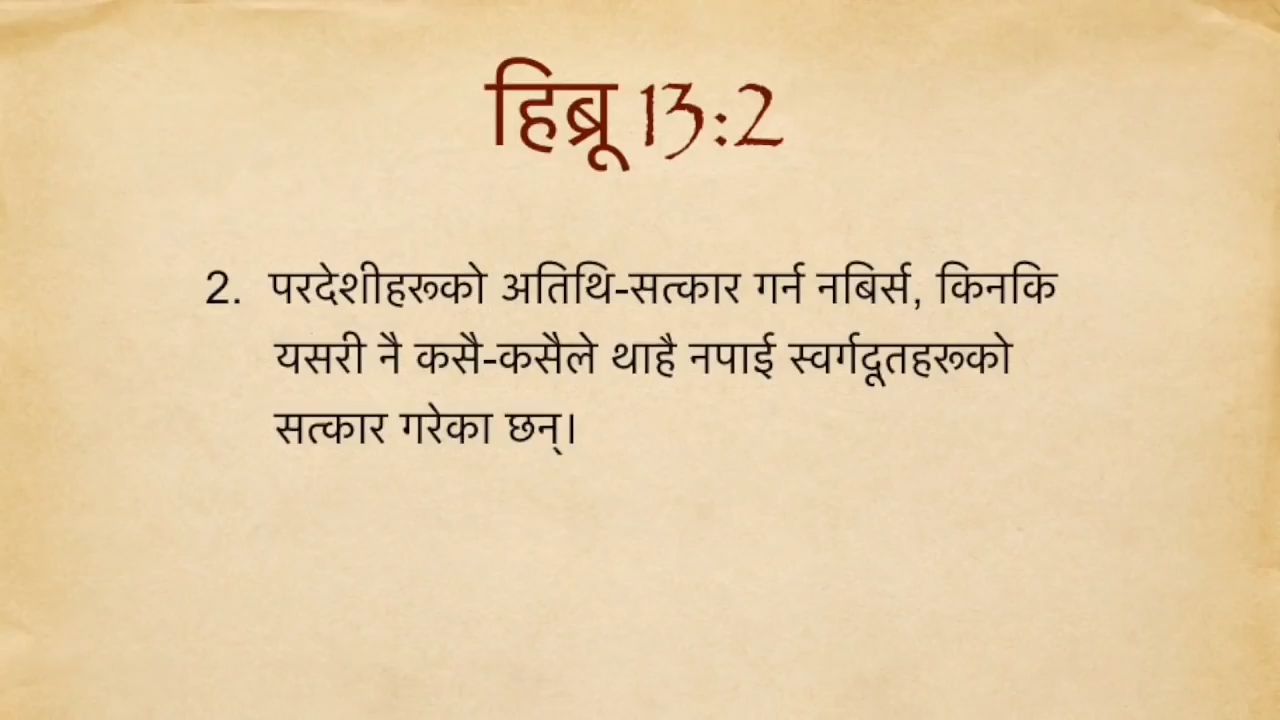 हिब्रू 13:2
2. परदेशीहरूको अतिथि-सत्कार गर्न नबिर्स, किनकि
यसरी नै कसै-कसैले थाहै नपाई स्वर्गदूतहरूको
सत्कार गरेका छन्।